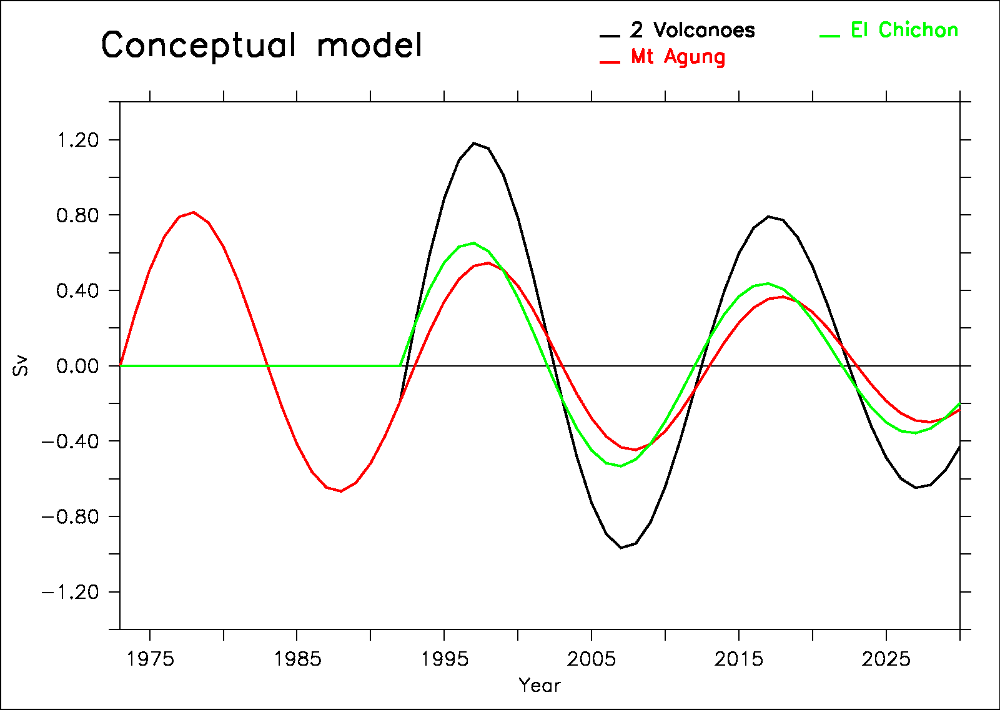 Conceptual model
2 Volcanoes
El Chichon
Mt Agung
1.20
0.80
0.40
0.00
−0.40
−0.80
−1.20
Sv
1975 1985 1995 2005 2015 2025
Year